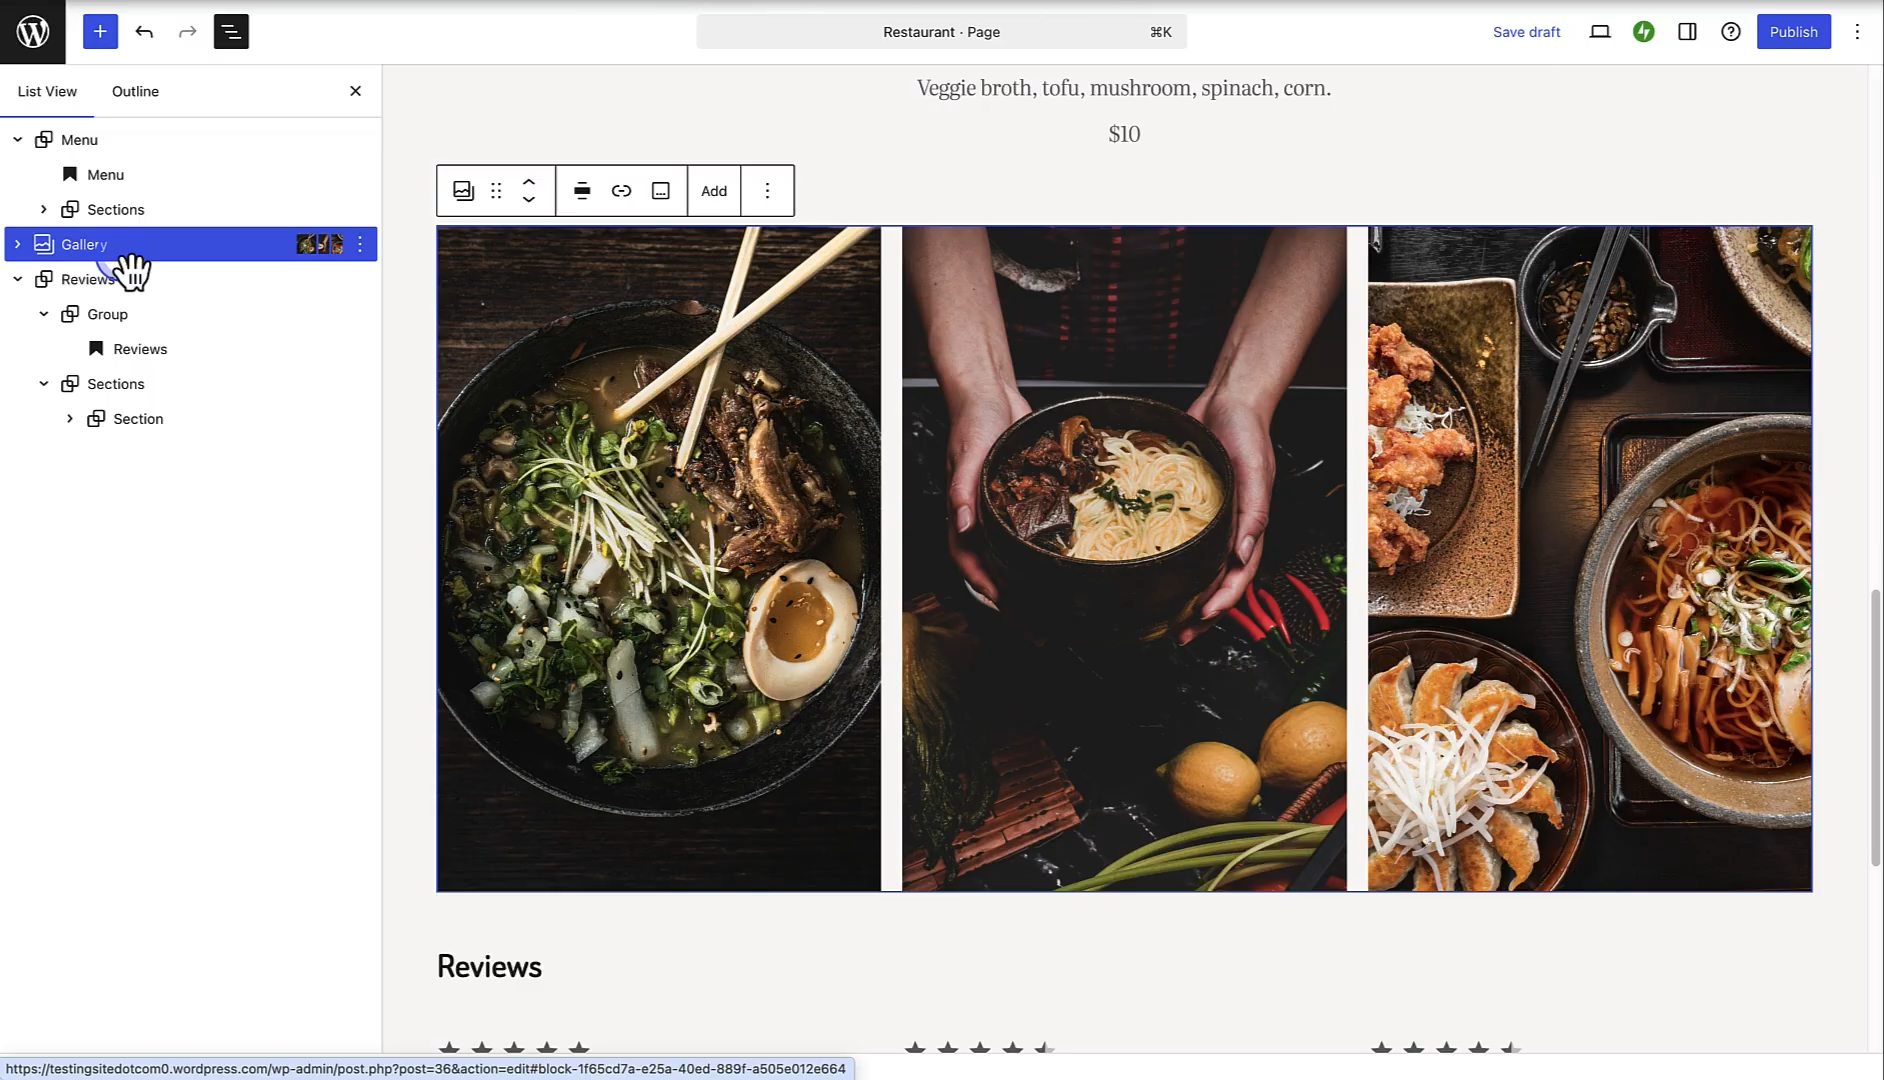 Restaurant · Page
⌘K
Save draft
Publish
List View
Outline
Menu
Menu
Sections
Gallery
Reviews
Group
Reviews
Sections
Section
Veggie broth, tofu, mushroom, spinach, corn.
$10
Add
Reviews
https://testingsitedotcom0.wordpress.com/wp-admin/post.php?post=36&action=edit#block-1f65cd7a-e25a-40ed-889f-a505e012e664